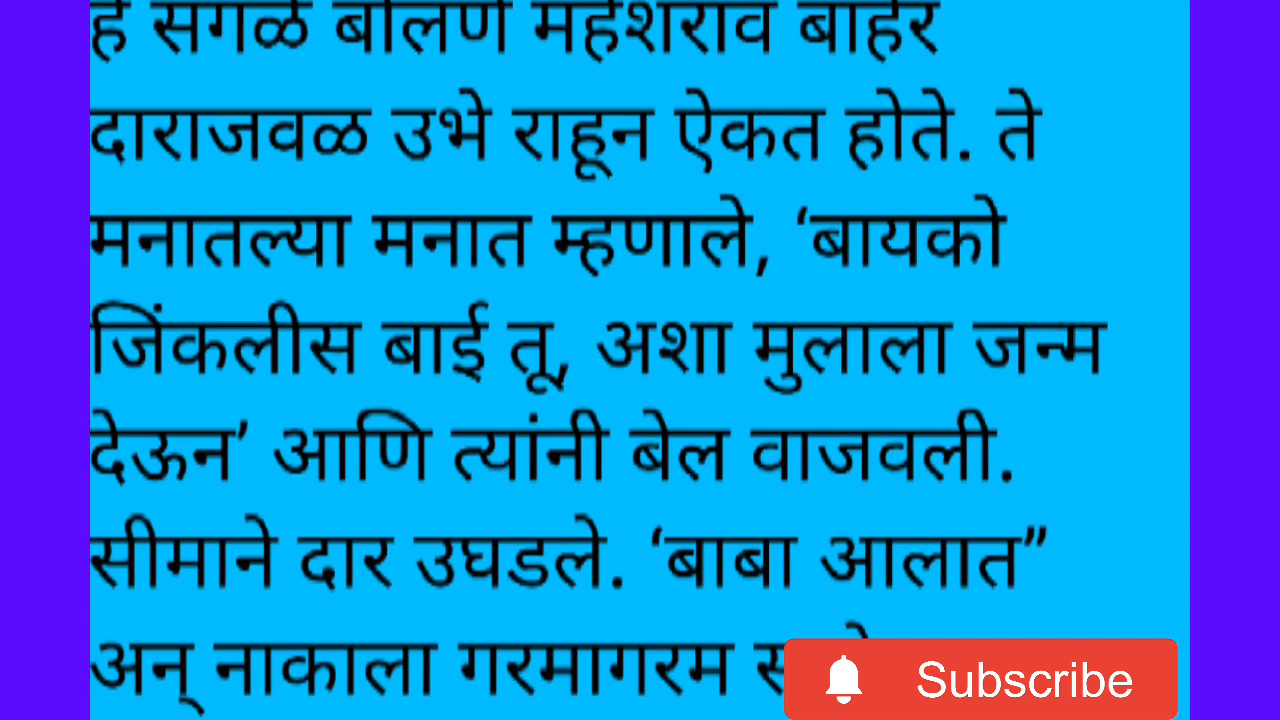 हे सगळे बोलणे महेशराव बाहेर
दाराजवळ उभे राहून ऐकत होते. ते
मनातल्या मनात म्हणाले, ‘बायको
जिंकलीस बाई तू, अशा मुलाला जन्म
देऊन’ आणि त्यांनी बेल वाजवली.
सीमाने दार उघडले. ‘बाबा आलात”
अन् नाकाला गरमागरम
Subscribe